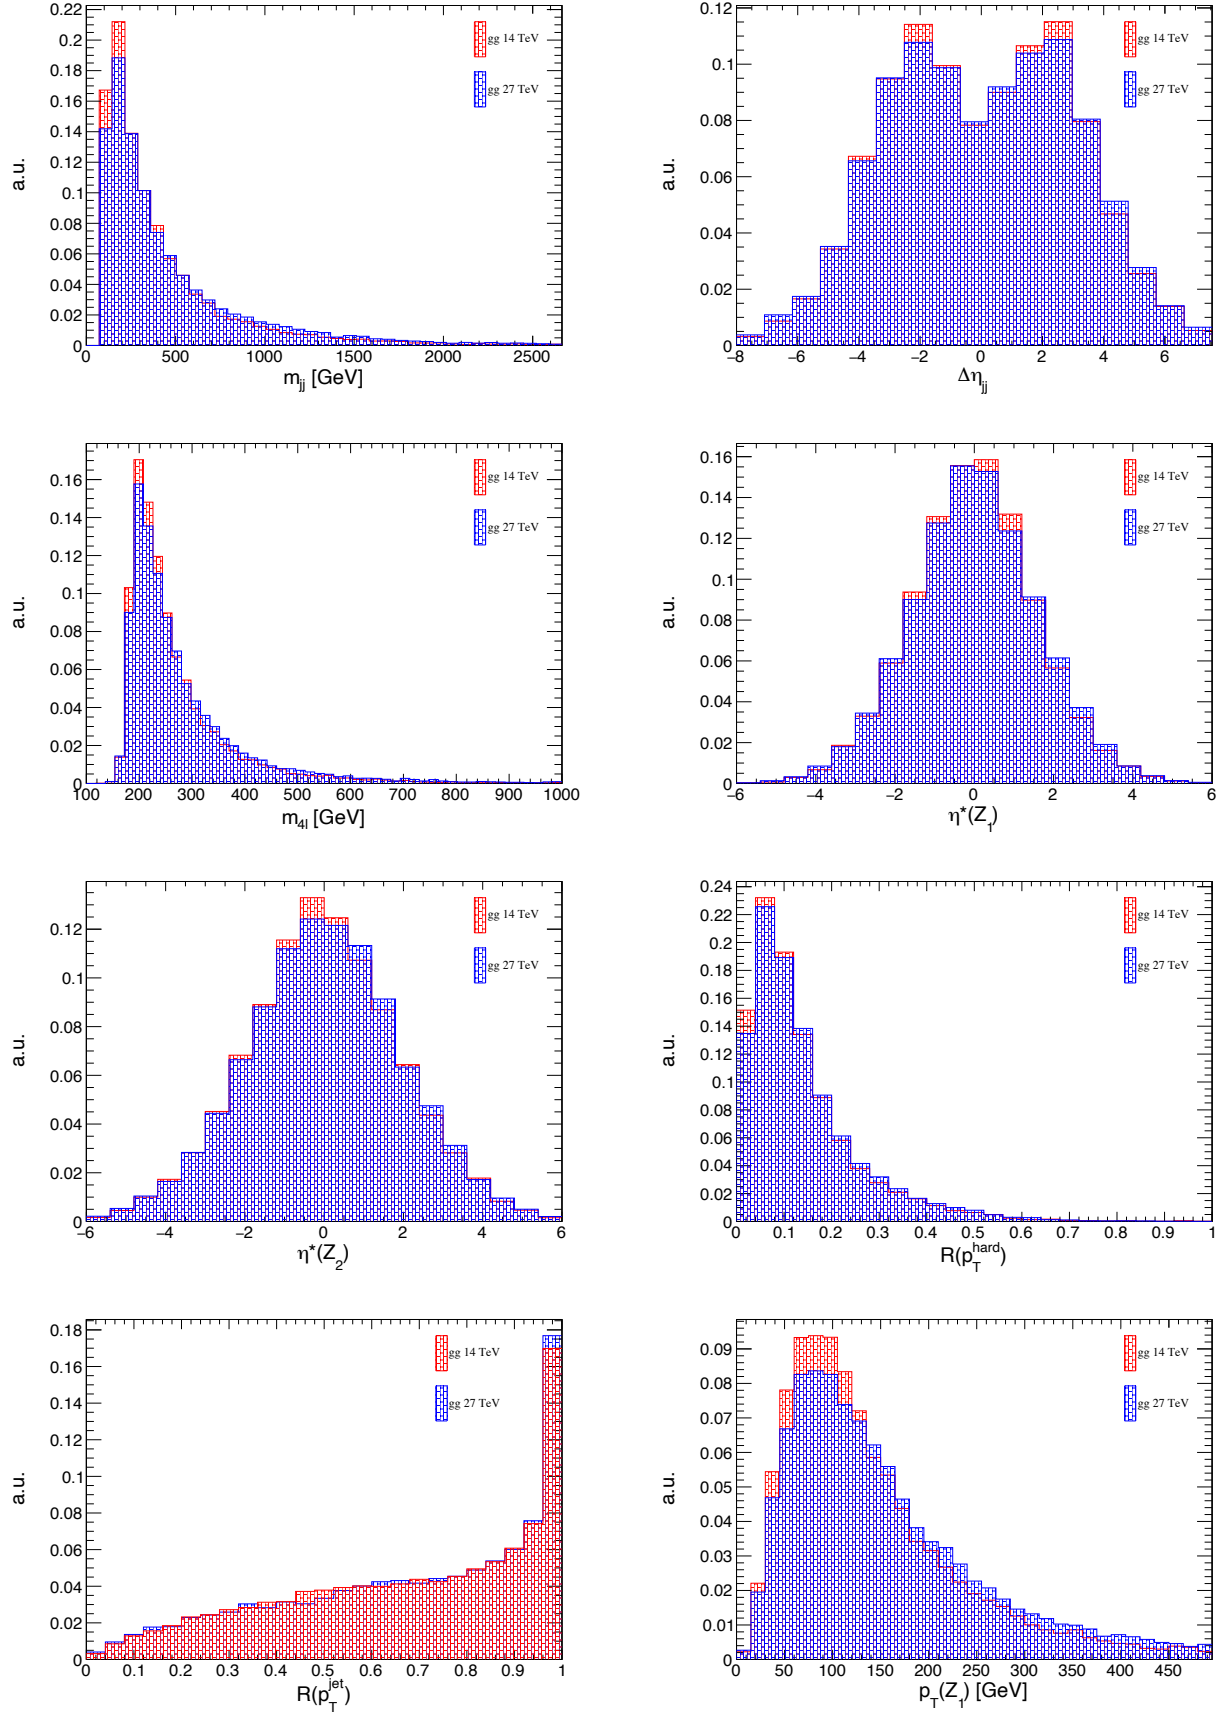 0.22
0.2
0.18
0.16
0.14
0.12
0.1
0.08
0.06
0.04
0.02
0
a.u.
gg 14 TeV
gg 27 TeV
0 500 1000 1500 2000 2500
m_jj [GeV]
0.12
0.1
0.08
0.06
0.04
0.02
0
a.u.
gg 14 TeV
gg 27 TeV
−8 −6 −4 −2 0 2 4 6
Δη_jj
0.16
0.14
0.12
0.1
0.08
0.06
0.04
0.02
0
a.u.
gg 14 TeV
gg 27 TeV
100 200 300 400 500 600 700 800 900 1000
m_4l [GeV]
0.16
0.14
0.12
0.1
0.08
0.06
0.04
0.02
0
a.u.
gg 14 TeV
gg 27 TeV
−6 −4 −2 0 2 4 6
η*(Z_1)
0.12
0.1
0.08
0.06
0.04
0.02
0
a.u.
gg 14 TeV
gg 27 TeV
−6 −4 −2 0 2 4 6
η*(Z_2)
0.24
0.22
0.2
0.18
0.16
0.14
0.12
0.1
0.08
0.06
0.04
0.02
0
a.u.
gg 14 TeV
gg 27 TeV
0 0.1 0.2 0.3 0.4 0.5 0.6 0.7 0.8 0.9 1
R(p_T^hard)
0.18
0.16
0.14
0.12
0.1
0.08
0.06
0.04
0.02
0
a.u.
gg 14 TeV
gg 27 TeV
0 0.1 0.2 0.3 0.4 0.5 0.6 0.7 0.8 0.9 1
R(p_T^jet)
0.09
0.08
0.07
0.06
0.05
0.04
0.03
0.02
0.01
0
a.u.
gg 14 TeV
gg 27 TeV
0 50 100 150 200 250 300 350 400 450
p_T(Z_1) [GeV]